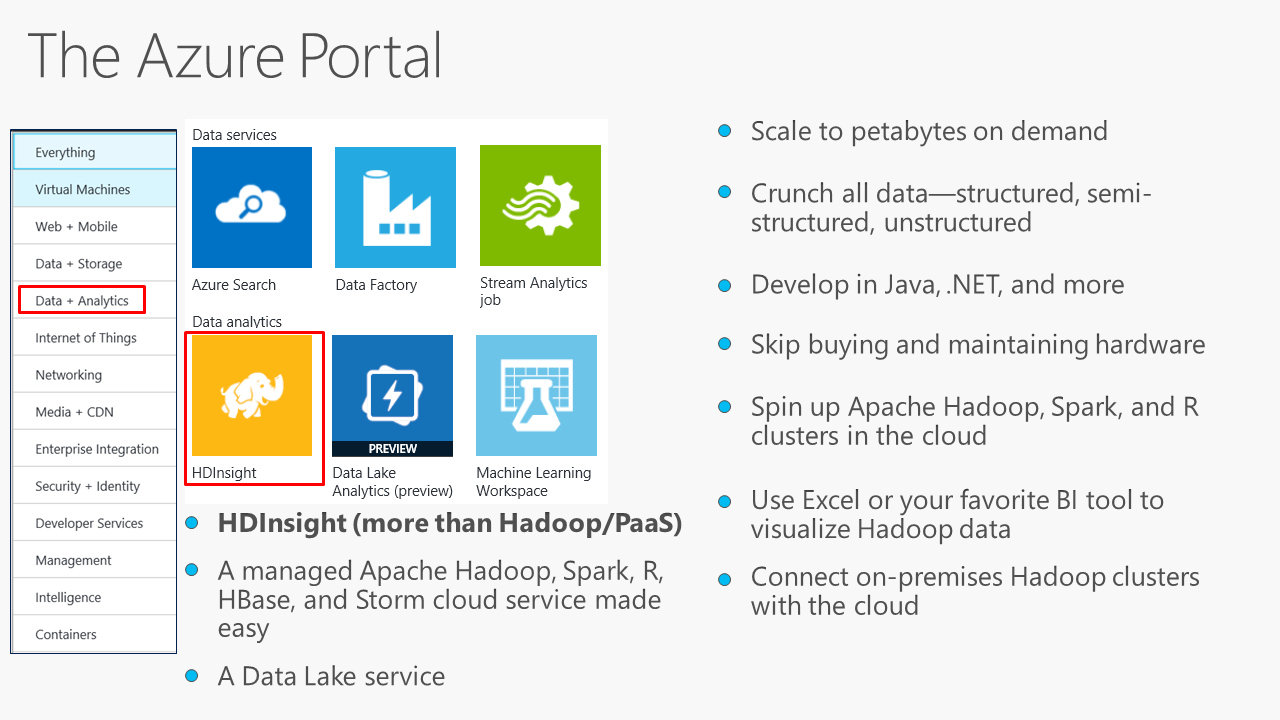 The Azure Portal
Everything
Virtual Machines
Web + Mobile
Data + Storage
Data + Analytics
Internet of Things
Networking
Media + CDN
Enterprise Integration
Security + Identity
Developer Services
Management
Intelligence
Containers
Data services
Azure Search
Data Factory
Stream Analytics
job
Data analytics
HDInsight
PREVIEW
Data Lake
Analytics (preview)
Machine Learning
Workspace
HDInsight (more than Hadoop/PaaS)
A managed Apache Hadoop, Spark, R,
HBase, and Storm cloud service made
easy
A Data Lake service
Scale to petabytes on demand
Crunch all data—structured, semi-
structured, unstructured
Develop in Java, .NET, and more
Skip buying and maintaining hardware
Spin up Apache Hadoop, Spark, and R
clusters in the cloud
Use Excel or your favorite BI tool to
visualize Hadoop data
Connect on-premises Hadoop clusters
with the cloud